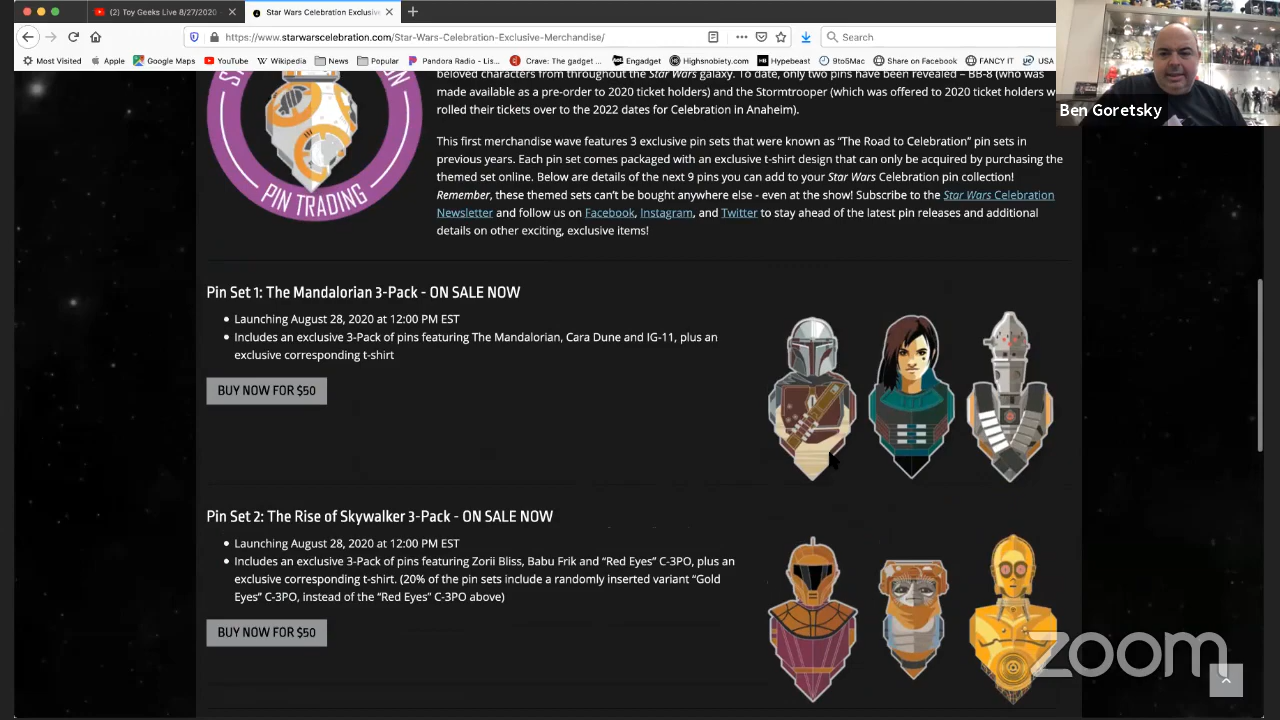 (2) Toy Geeks Live 8/27/2020
Star Wars Celebration Exclusive
https://www.starwarscelebration.com/Star-Wars-Celebration-Exclusive-Merchandise/
Search
Most Visited
Apple
Google Maps
YouTube
Wikipedia
News
Popular
Pandora Radio - Lis...
Crave: The gadget ...
Engadget
Highsnobiety.com
Hypebeast
9to5Mac
Share on Facebook
FANCY IT
USA
Ben Goretsky
PIN TRADING
beloved characters from throughout the Star Wars galaxy. To date, only two pins have been revealed – BB-8 (who was
made available as a pre-order to 2020 ticket holders) and the Stormtrooper (which was offered to 2020 ticket holders w
rolled their tickets over to the 2022 dates for Celebration in Anaheim).
This first merchandise wave features 3 exclusive pin sets that were known as “The Road to Celebration” pin sets in
previous years. Each pin set comes packaged with an exclusive t-shirt design that can only be acquired by purchasing the
themed set online. Below are details of the next 9 pins you can add to your Star Wars Celebration pin collection!
Remember, these themed sets can’t be bought anywhere else - even at the show! Subscribe to the Star Wars Celebration
Newsletter and follow us on Facebook, Instagram, and Twitter to stay ahead of the latest pin releases and additional
details on other exciting, exclusive items!
Pin Set 1: The Mandalorian 3-Pack - ON SALE NOW
Launching August 28, 2020 at 12:00 PM EST
Includes an exclusive 3-Pack of pins featuring The Mandalorian, Cara Dune and IG-11, plus an
exclusive corresponding t-shirt
BUY NOW FOR $50
Pin Set 2: The Rise of Skywalker 3-Pack - ON SALE NOW
Launching August 28, 2020 at 12:00 PM EST
Includes an exclusive 3-Pack of pins featuring Zorii Bliss, Babu Frik and “Red Eyes” C-3PO, plus an
exclusive corresponding t-shirt. (20% of the pin sets include a randomly inserted variant “Gold
Eyes” C-3PO, instead of the “Red Eyes” C-3PO above)
BUY NOW FOR $50
zoom